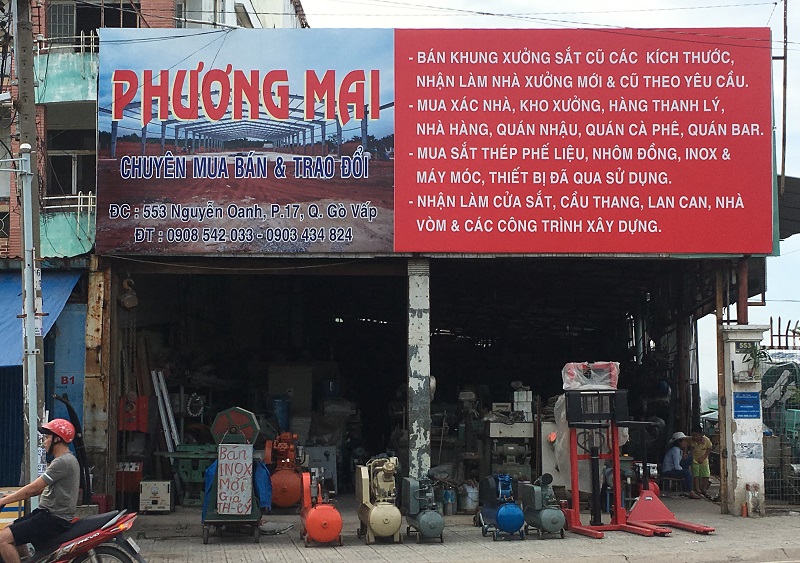 PHƯƠNG MAI
CHUYÊN MUA BÁN & TRAO ĐỔI
ĐC : 553 Nguyễn Oanh, P.17, Q. Gò Vấp
ĐT : 0908 542 033 - 0903 434 824
- BÁN KHUNG XƯỞNG SẮT CŨ CÁC KÍCH THƯỚC,
NHẬN LÀM NHÀ XƯỞNG MỚI & CŨ THEO YÊU CẦU.
- MUA XÁC NHÀ, KHO XƯỞNG, HÀNG THANH LÝ,
NHÀ HÀNG, QUÁN NHẬU, QUÁN CÀ PHÊ, QUÁN BAR.
- MUA SẮT THÉP PHẾ LIỆU, NHÔM ĐỒNG, INOX &
MÁY MÓC, THIẾT BỊ ĐÃ QUA SỬ DỤNG.
- NHẬN LÀM CỬA SẮT, CẦU THANG, LAN CAN, NHÀ
VÒM & CÁC CÔNG TRÌNH XÂY DỰNG.
553
B1
Bán
INOX
Mới
Giá